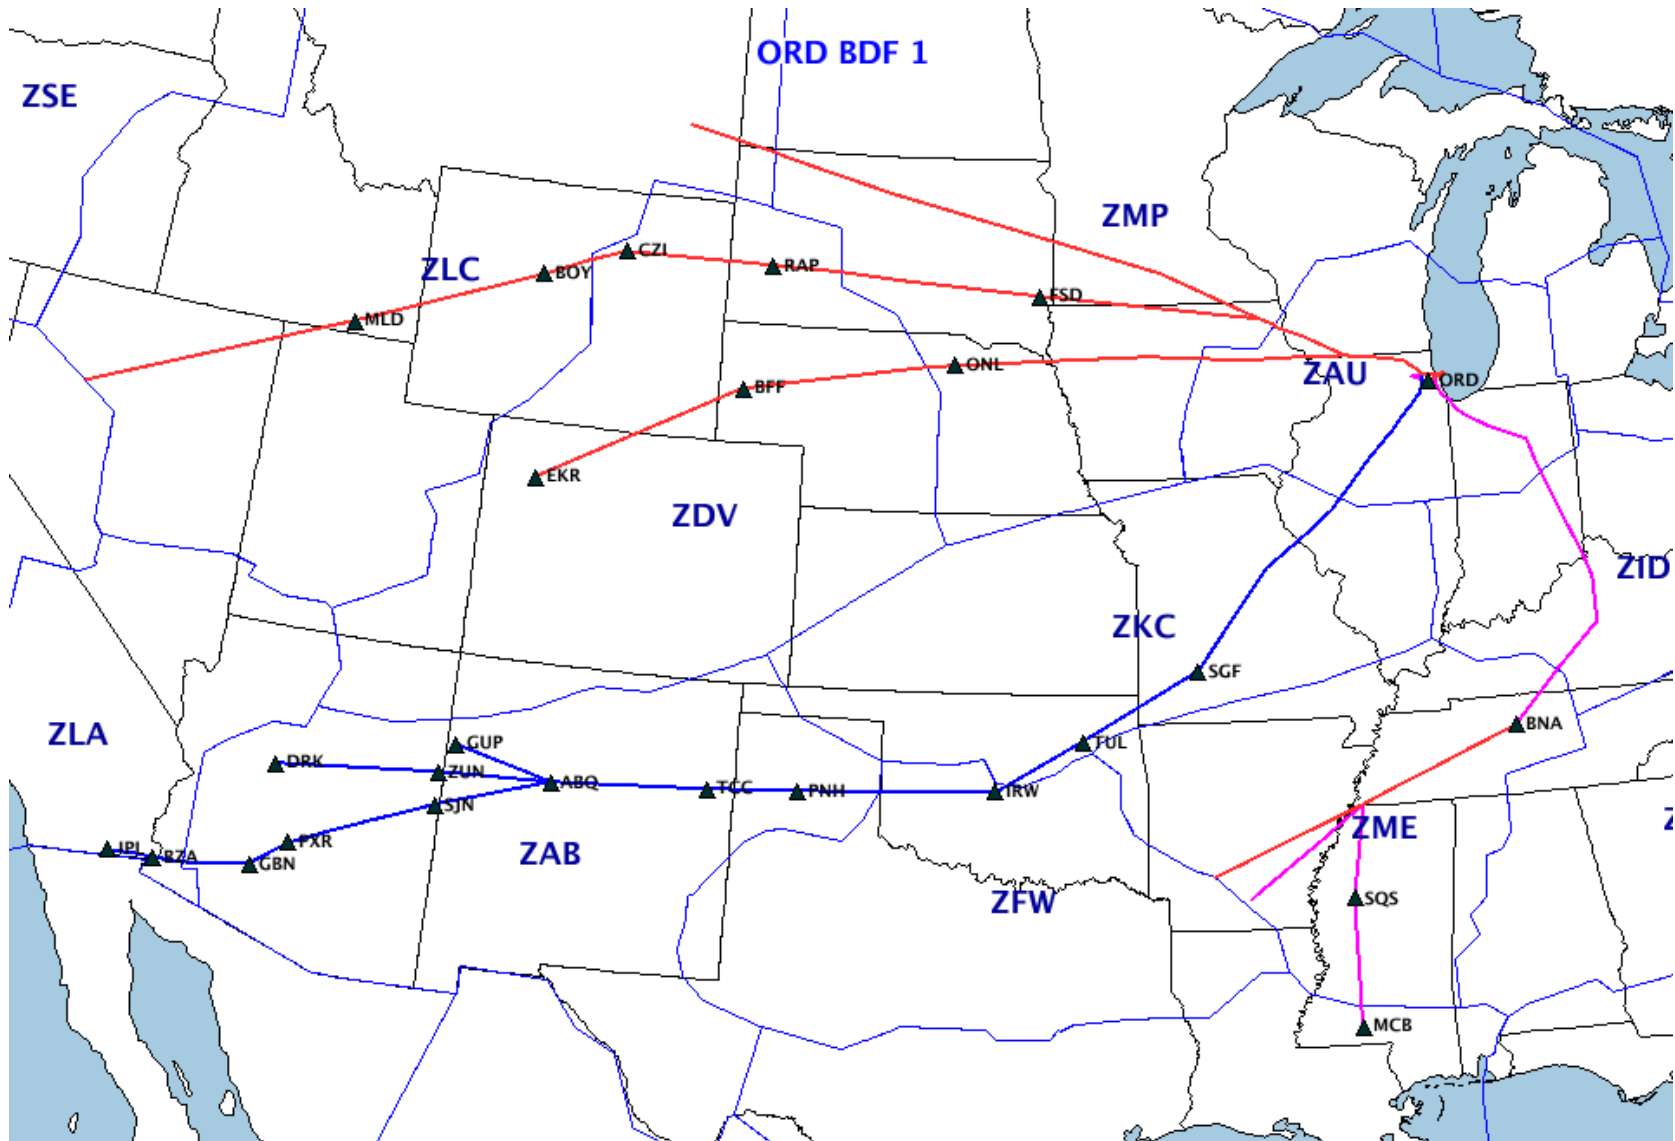 ORD BDF 1
ZSE
ZMP
CZI
RAP
ZLC
BOY
FSD
MLD
ONL
ZAU
ORD
BFF
EKR
ZDV
ZID
ZKC
SGF
ZLA
BNA
GUP
TUL
DRK
ZUN
ABQ
TCC
PNH
IRW
SJN
Z
ZME
PXR
IPL
BZA
GBN
ZAB
ZFW
SQS
MCB